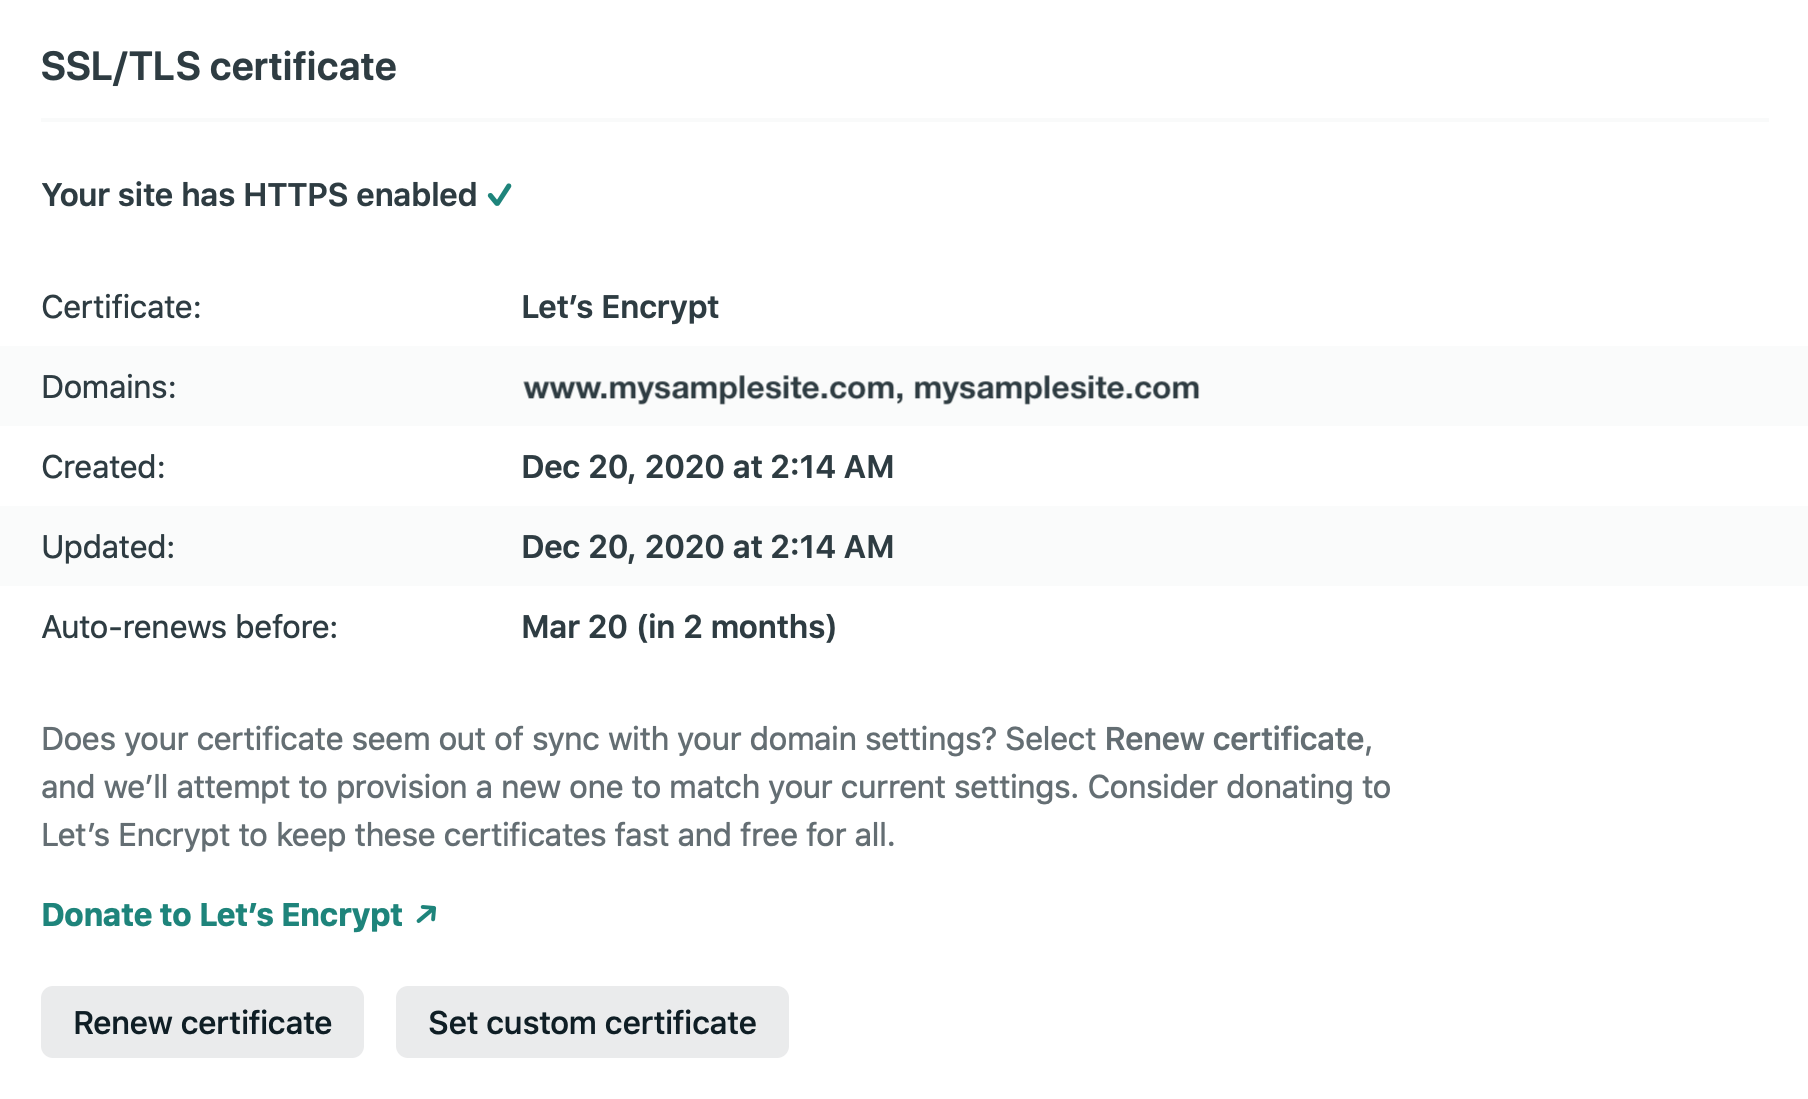 SSL/TLS certificate
Your site has HTTPS enabled ✓
Certificate: Let’s Encrypt
Domains: www.mysamplesite.com, mysamplesite.com
Created: Dec 20, 2020 at 2:14 AM
Updated: Dec 20, 2020 at 2:14 AM
Auto-renews before: Mar 20 (in 2 months)
Does your certificate seem out of sync with your domain settings? Select Renew certificate,
and we’ll attempt to provision a new one to match your current settings. Consider donating to
Let’s Encrypt to keep these certificates fast and free for all.
Donate to Let’s Encrypt ↗
Renew certificate Set custom certificate